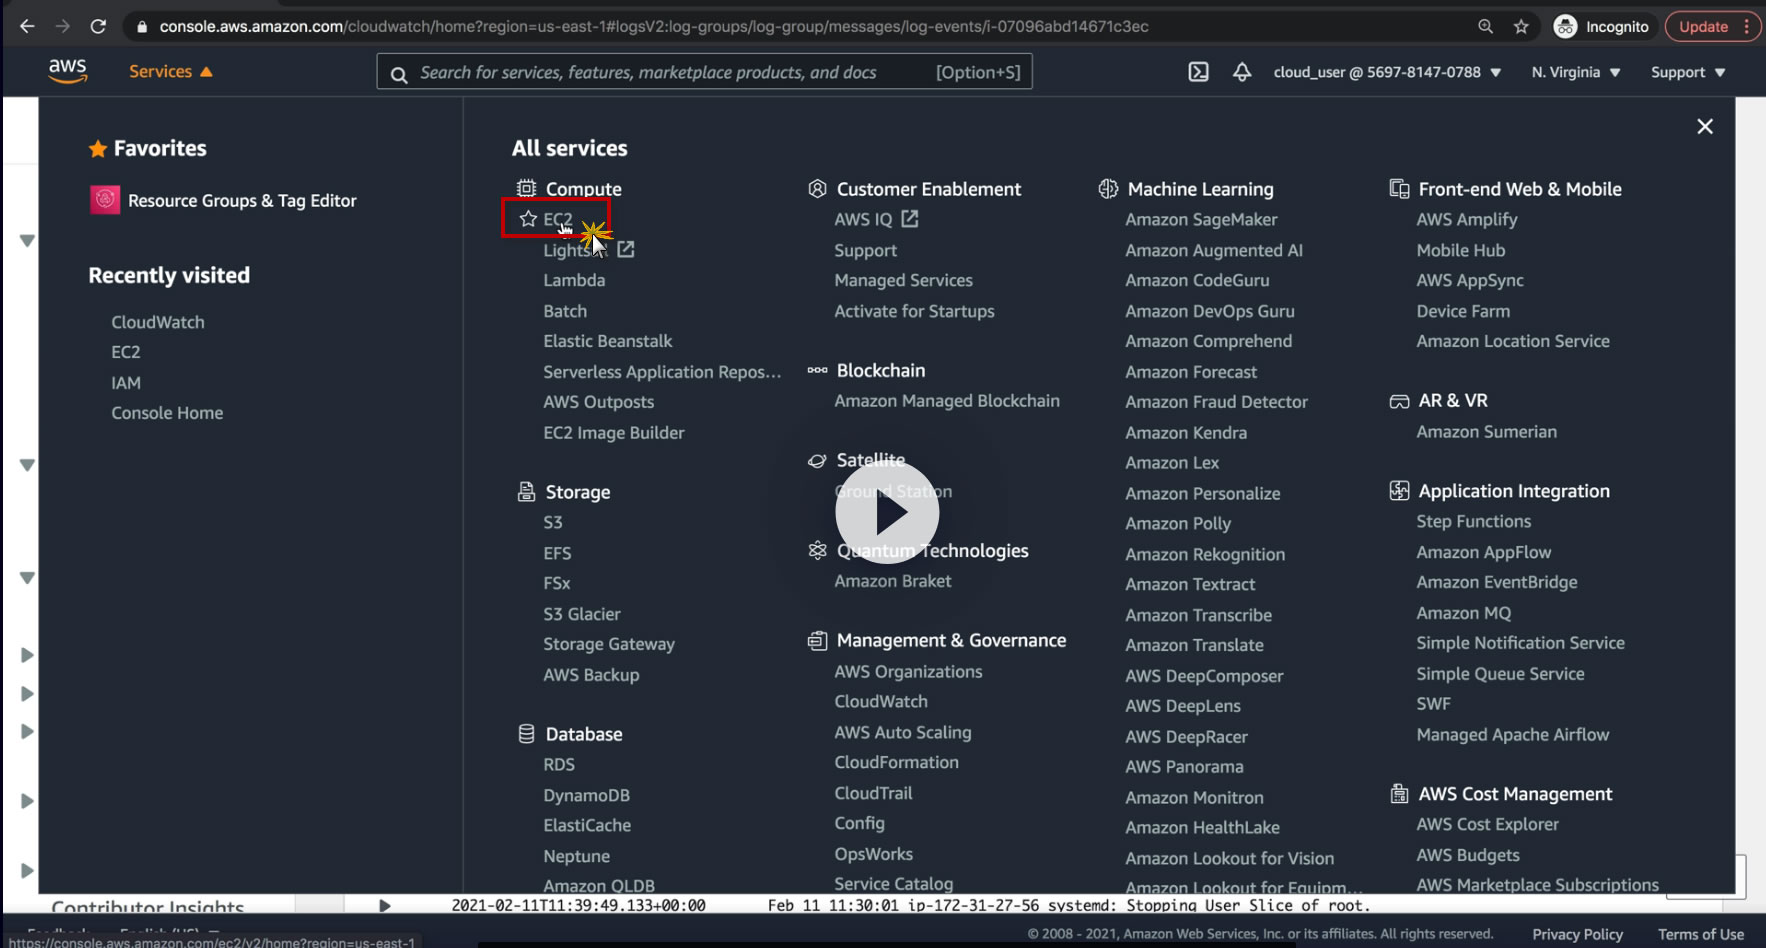 console.aws.amazon.com/cloudwatch/home?region=us-east-1#logsV2:log-groups/log-group/messages/log-events/i-07096abd14671c3ec
Incognito
Update
aws
Services
Search for services, features, marketplace products, and docs
[Option+S]
cloud_user @ 5697-8147-0788
N. Virginia
Support
Favorites
Resource Groups & Tag Editor
Recently visited
CloudWatch
EC2
IAM
Console Home
All services
Compute
EC2
Lambda
Batch
Elastic Beanstalk
Serverless Application Repos...
AWS Outposts
EC2 Image Builder
Storage
S3
EFS
FSx
S3 Glacier
Storage Gateway
AWS Backup
Database
RDS
DynamoDB
ElastiCache
Neptune
Amazon QLDB
Customer Enablement
AWS IQ
Support
Managed Services
Activate for Startups
Blockchain
Amazon Managed Blockchain
Satellite
Ground Station
Quantum Technologies
Amazon Braket
Management & Governance
AWS Organizations
CloudWatch
AWS Auto Scaling
CloudFormation
CloudTrail
Config
OpsWorks
Service Catalog
Machine Learning
Amazon SageMaker
Amazon Augmented AI
Amazon CodeGuru
Amazon DevOps Guru
Amazon Comprehend
Amazon Forecast
Amazon Fraud Detector
Amazon Kendra
Amazon Lex
Amazon Personalize
Amazon Polly
Amazon Rekognition
Amazon Textract
Amazon Transcribe
Amazon Translate
AWS DeepComposer
AWS DeepLens
AWS DeepRacer
AWS Panorama
Amazon Monitron
Amazon HealthLake
Amazon Lookout for Vision
Amazon Lookout for Equipm...
Front-end Web & Mobile
AWS Amplify
Mobile Hub
AWS AppSync
Device Farm
Amazon Location Service
AR & VR
Amazon Sumerian
Application Integration
Step Functions
Amazon AppFlow
Amazon EventBridge
Amazon MQ
Simple Notification Service
Simple Queue Service
SWF
Managed Apache Airflow
AWS Cost Management
AWS Cost Explorer
AWS Budgets
AWS Marketplace Subscriptions
Contributor Insights
2021-02-11T11:39:49.133+00:00
Feb 11 11:30:01 ip-172-31-27-56 systemd: Stopping User Slice of root.
https://console.aws.amazon.com/ec2/v2/home?region=us-east-1
© 2008 - 2021, Amazon Web Services, Inc. or its affiliates. All rights reserved.
Privacy Policy
Terms of Use